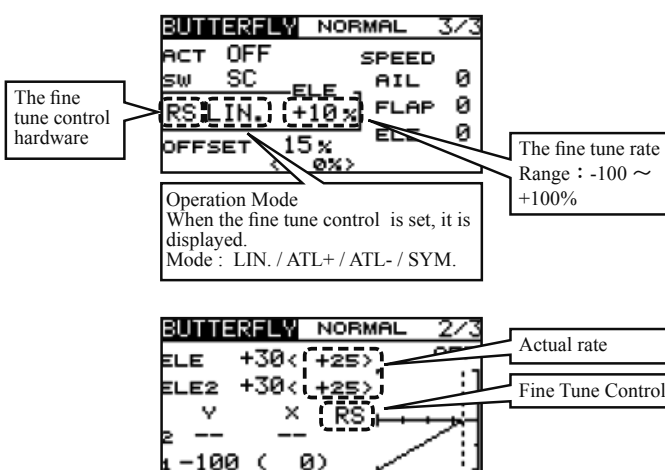 BUTTERFLY NORMAL 3/3
ACT OFF SPEED
SW SC AIL 0
ELE
RS LIN. +10% FLAP 0
ELE 0
OFFSET 15%
< 0%>
The fine
tune control
hardware
The fine tune rate
Range : -100 ～
+100%
Operation Mode
When the fine tune control is set, it is
displayed.
Mode : LIN. / ATL+ / ATL- / SYM.
BUTTERFLY NORMAL 2/3
ELE +30< +25>
ELE2 +30< +25>
Y X RS
-- --
-100 ( 0)
Actual rate
Fine Tune Control